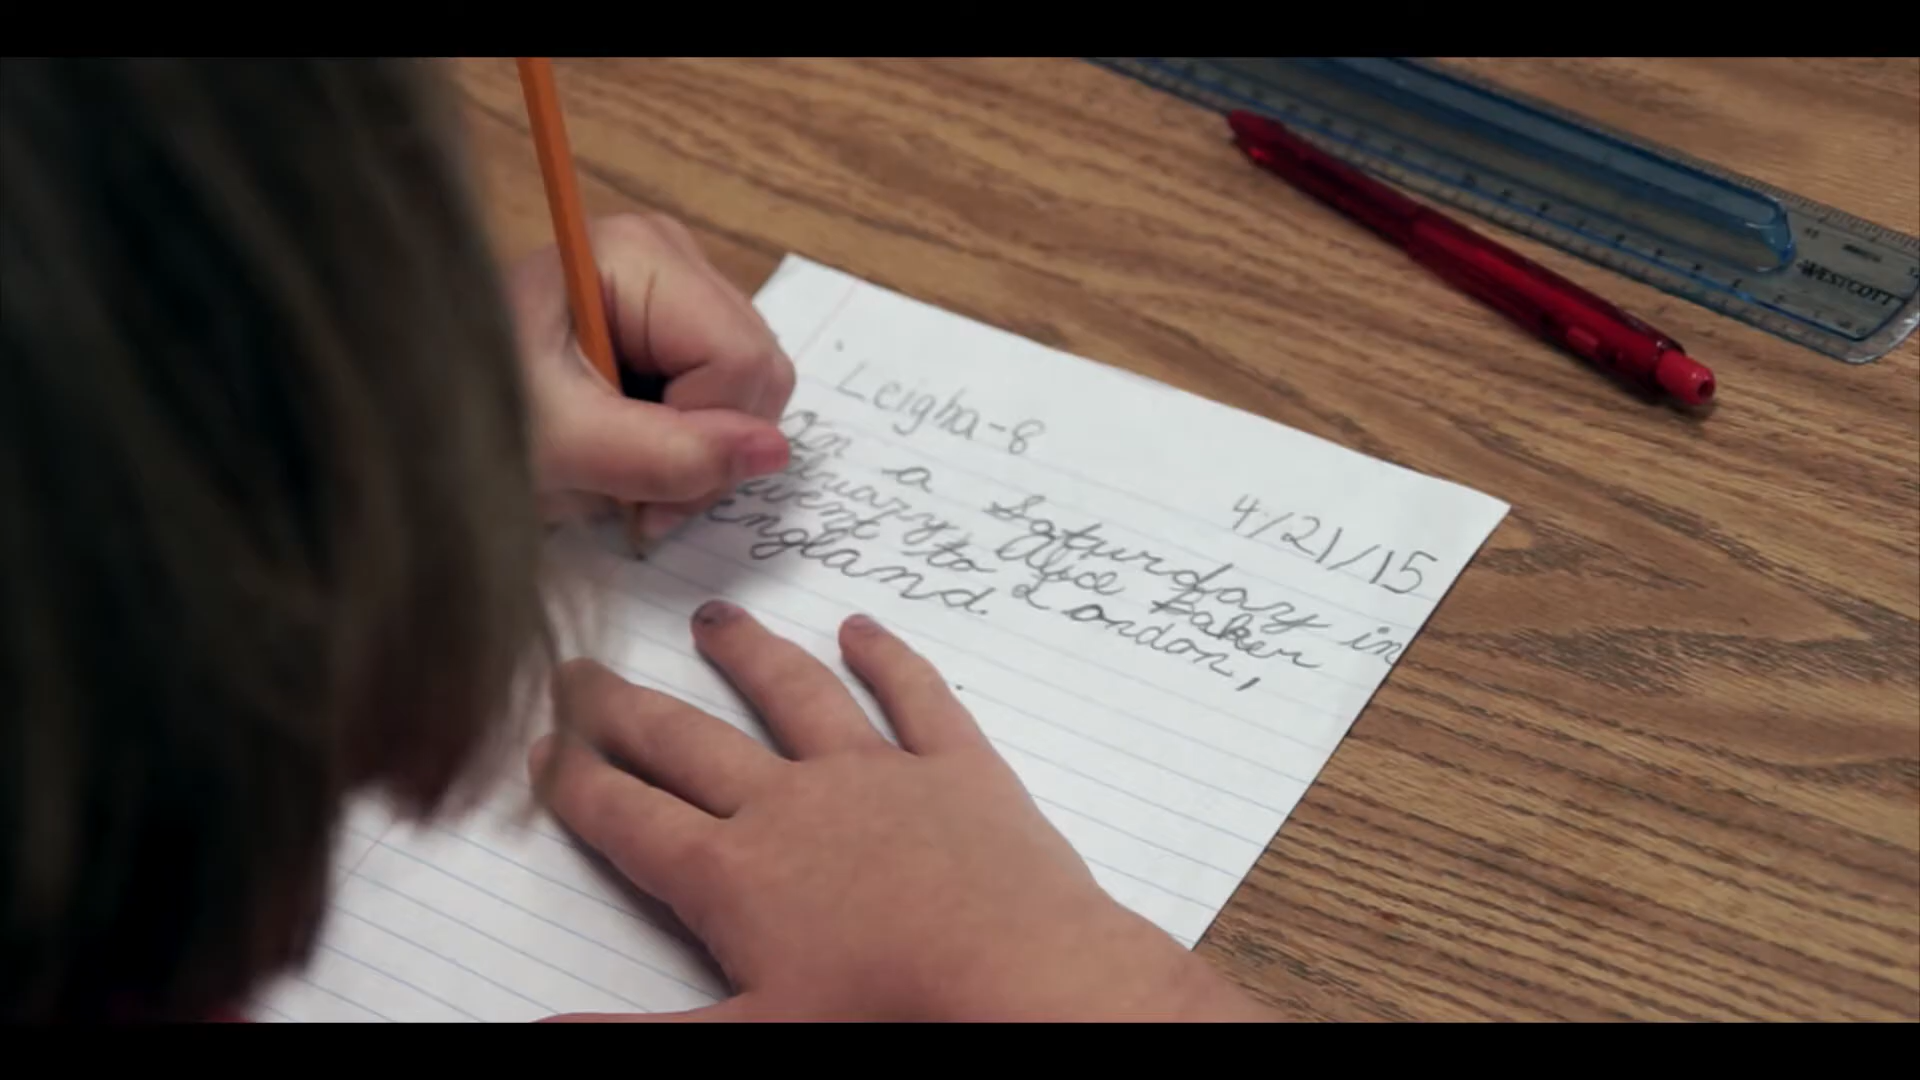 Leigha-8
4/21/15
On a Saturday in
went to Alice Baker
London,
England.
WESTCOTT